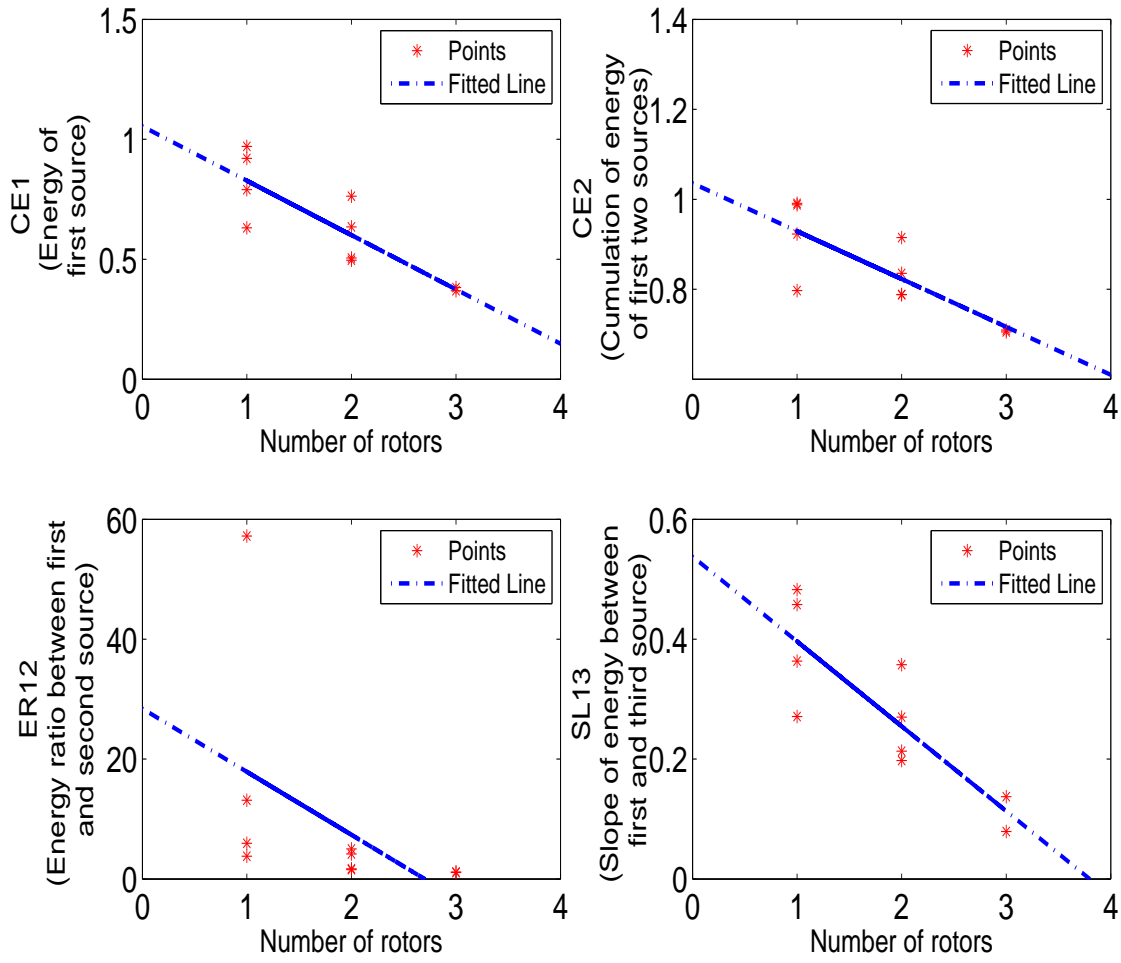 1.5
1
0.5
0
CE1
(Energy of
first source)
Points
Fitted Line
0 1 2 3 4
Number of rotors
1.4
1.2
1
0.8
CE2
(Cumulation of energy
of first two sources)
Points
Fitted Line
0 1 2 3 4
Number of rotors
60
40
20
0
ER12
(Energy ratio between first
and second source)
Points
Fitted Line
0 1 2 3 4
Number of rotors
0.6
0.4
0.2
0
SL13
(Slope of energy between
first and third source)
Points
Fitted Line
0 1 2 3 4
Number of rotors